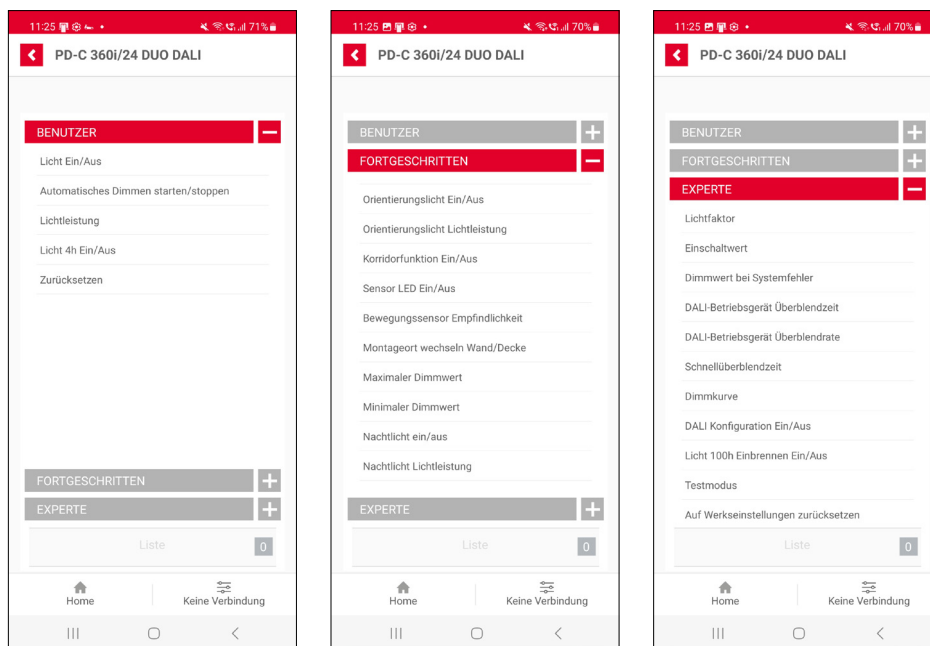 11:25
71%
PD-C 360i/24 DUO DALI
BENUTZER
Licht Ein/Aus
Automatisches Dimmen starten/stoppen
Lichtleistung
Licht 4h Ein/Aus
Zurücksetzen
FORTGESCHRITTEN
EXPERTE
Liste
0
Home
Keine Verbindung
11:25
70%
PD-C 360i/24 DUO DALI
BENUTZER
FORTGESCHRITTEN
Orientierungslicht Ein/Aus
Orientierungslicht Lichtleistung
Korridorfunktion Ein/Aus
Sensor LED Ein/Aus
Bewegungssensor Empfindlichkeit
Montageort wechseln Wand/Decke
Maximaler Dimmwert
Minimaler Dimmwert
Nachtlicht ein/aus
Nachtlicht Lichtleistung
EXPERTE
Liste
0
Home
Keine Verbindung
11:25
70%
PD-C 360i/24 DUO DALI
BENUTZER
FORTGESCHRITTEN
EXPERTE
Lichtfaktor
Einschaltwert
Dimmwert bei Systemfehler
DALI-Betriebsgerät Überblendzeit
DALI-Betriebsgerät Überblendrate
Schnellüberblendzeit
Dimmkurve
DALI Konfiguration Ein/Aus
Licht 100h Einbrennen Ein/Aus
Testmodus
Auf Werkseinstellungen zurücksetzen
Liste
0
Home
Keine Verbindung